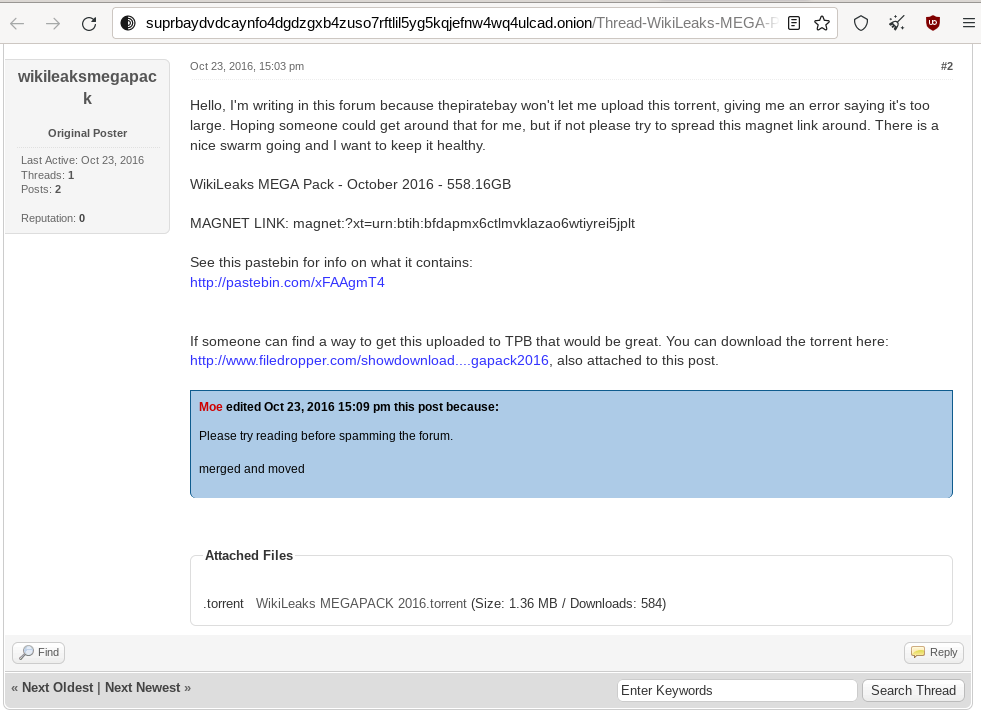 suprbaydvdcaynfo4dgdzgxb4zuso7rftlil5yg5kqjefnw4wq4ulcad.onion/Thread-WikiLeaks-MEGA-P
wikileaksmegapac
k
Original Poster
Last Active: Oct 23, 2016
Threads: 1
Posts: 2
Reputation: 0
Oct 23, 2016, 15:03 pm
#2
Hello, I'm writing in this forum because thepiratebay won't let me upload this torrent, giving me an error saying it's too
large. Hoping someone could get around that for me, but if not please try to spread this magnet link around. There is a
nice swarm going and I want to keep it healthy.
WikiLeaks MEGA Pack - October 2016 - 558.16GB
MAGNET LINK: magnet:?xt=urn:btih:bfdapmx6ctlmvklazao6wtiyrei5jplt
See this pastebin for info on what it contains:
http://pastebin.com/xFAAgmT4
If someone can find a way to get this uploaded to TPB that would be great. You can download the torrent here:
http://www.filedropper.com/showdownload....gapack2016, also attached to this post.
Moe edited Oct 23, 2016 15:09 pm this post because:
Please try reading before spamming the forum.
merged and moved
Attached Files
.torrent WikiLeaks MEGAPACK 2016.torrent (Size: 1.36 MB / Downloads: 584)
Find
Reply
« Next Oldest | Next Newest »
Enter Keywords
Search Thread